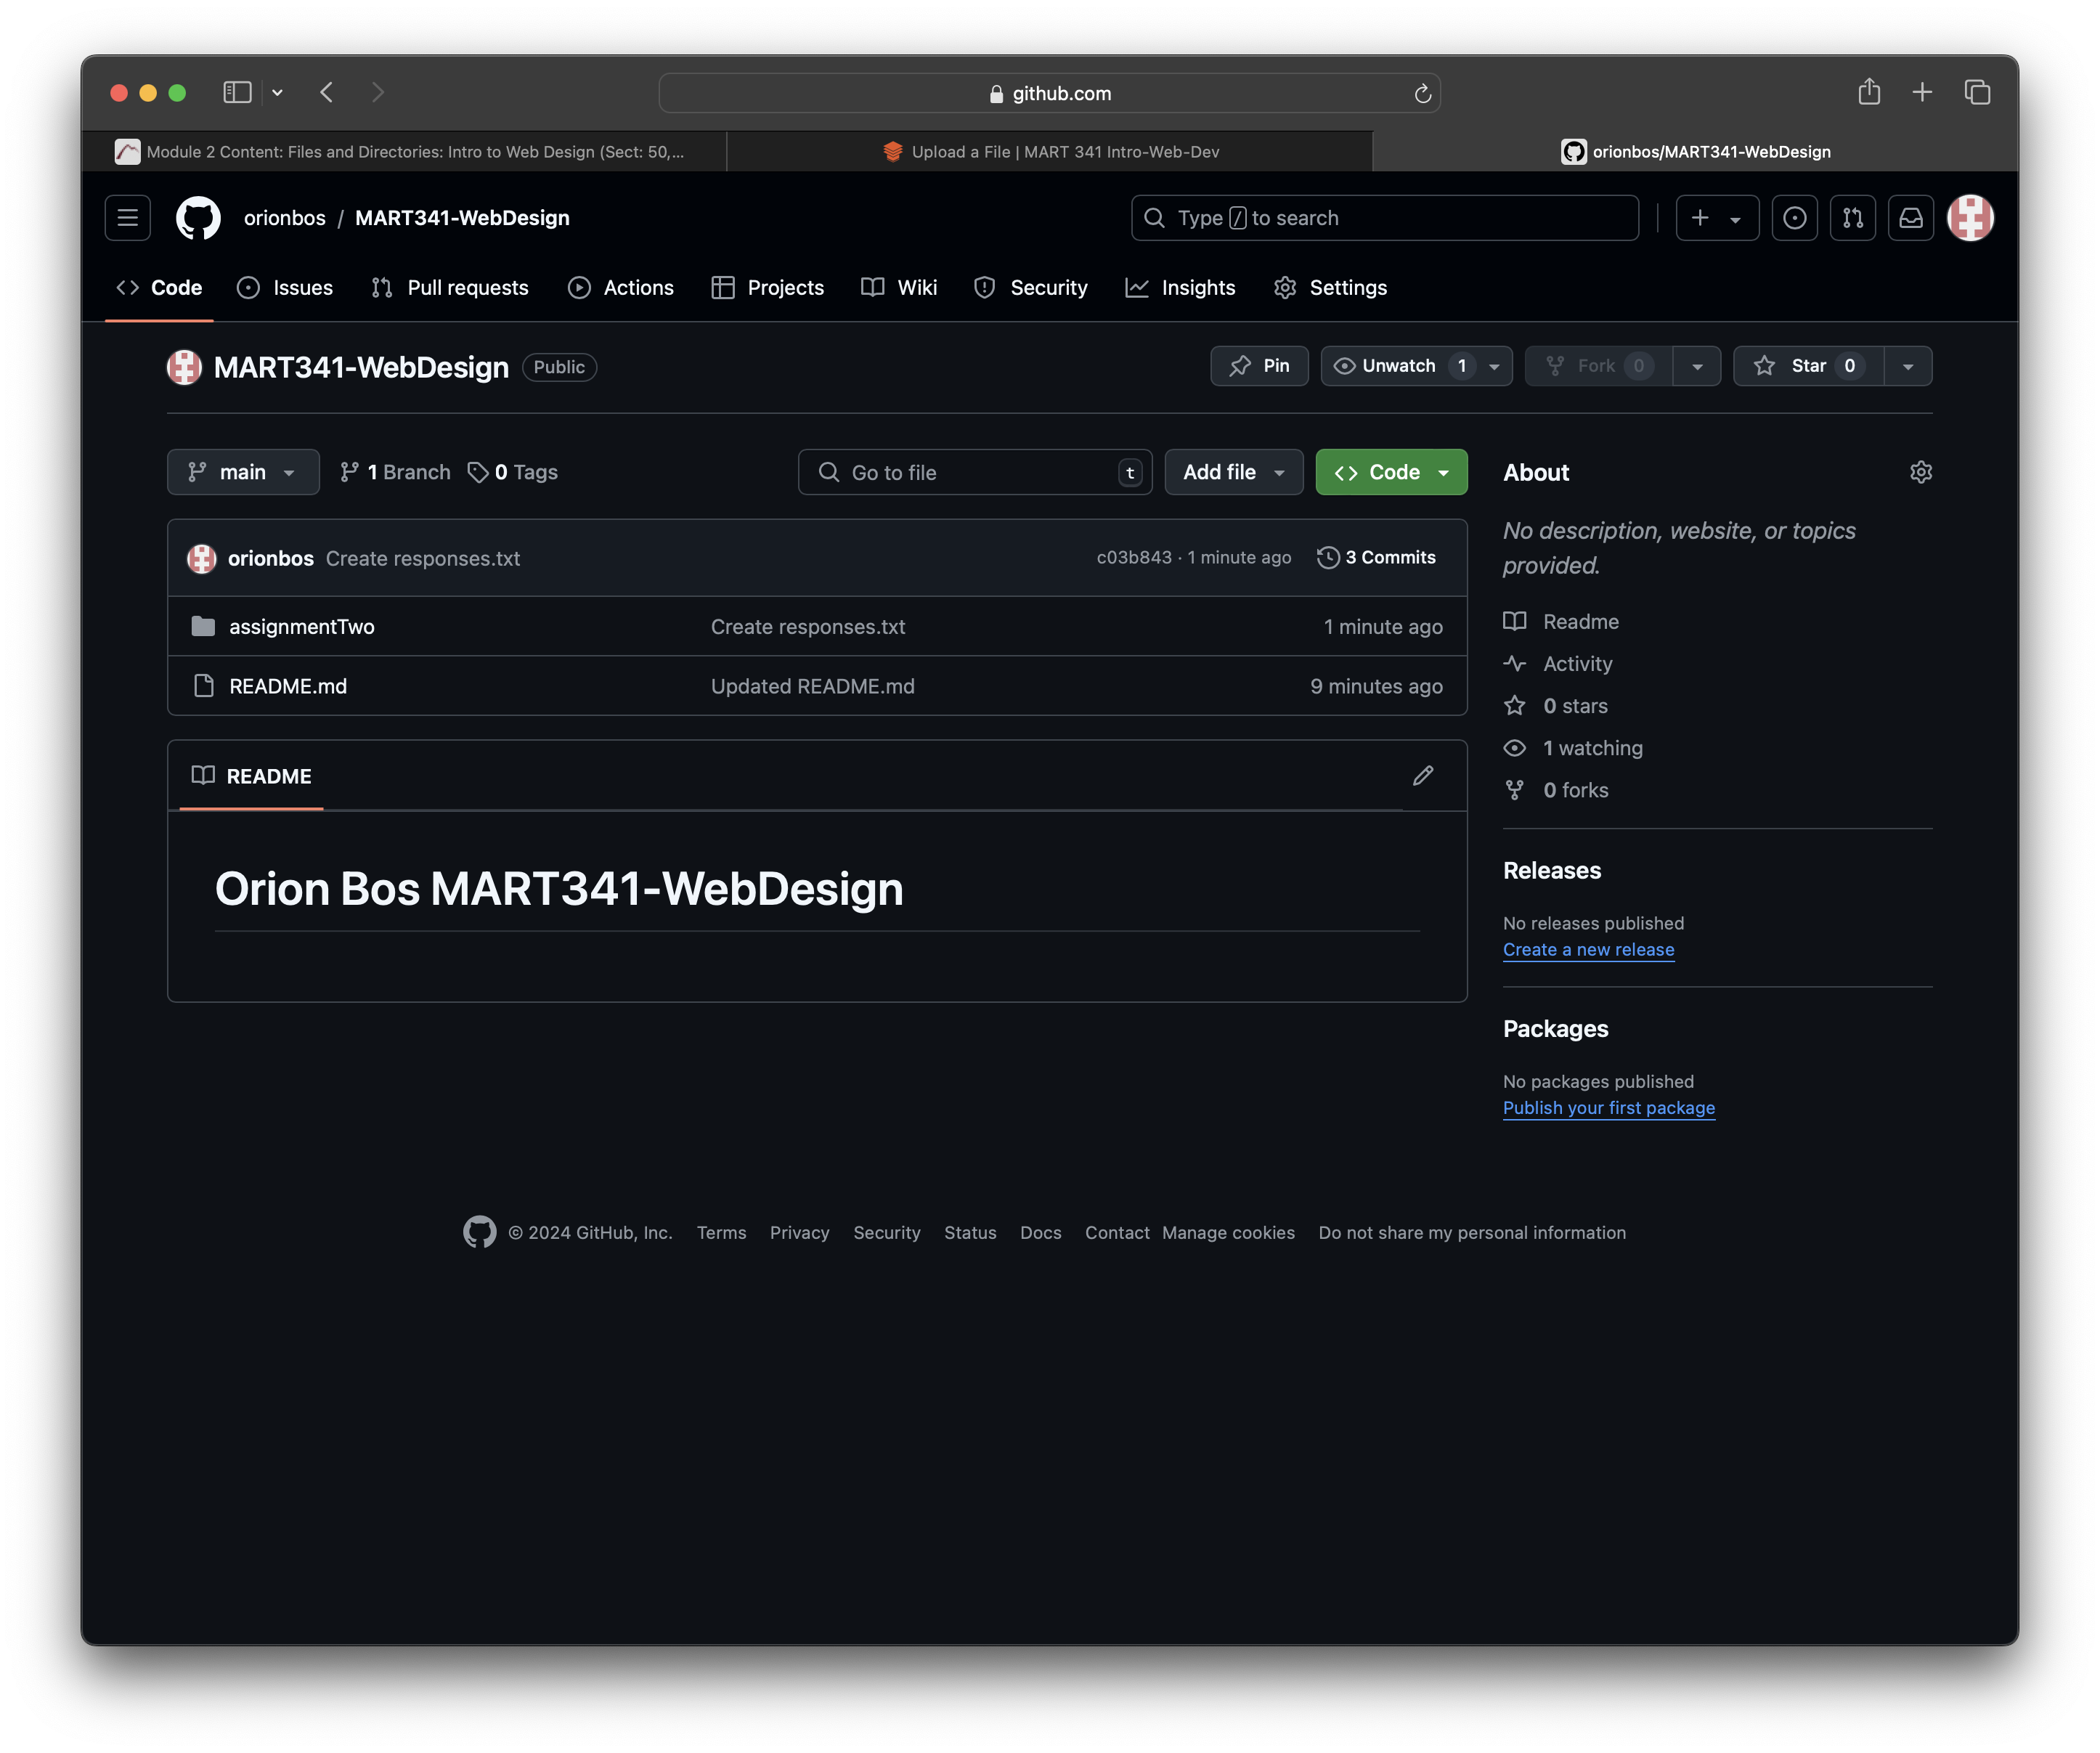 github.com
Module 2 Content: Files and Directories: Intro to Web Design (Sect: 50,...
Upload a File | MART 341 Intro-Web-Dev
orionbos/MART341-WebDesign
orionbos / MART341-WebDesign
Type / to search
Code
Issues
Pull requests
Actions
Projects
Wiki
Security
Insights
Settings
MART341-WebDesign
Public
Pin
Unwatch 1
Fork 0
Star 0
main
1 Branch
0 Tags
Go to file
t
Add file
Code
orionbos Create responses.txt
c03b843 · 1 minute ago
3 Commits
assignmentTwo
Create responses.txt
1 minute ago
README.md
Updated README.md
9 minutes ago
README
Orion Bos MART341-WebDesign
About
No description, website, or topics
provided.
Readme
Activity
0 stars
1 watching
0 forks
Releases
No releases published
Create a new release
Packages
No packages published
Publish your first package
© 2024 GitHub, Inc.
Terms
Privacy
Security
Status
Docs
Contact
Manage cookies
Do not share my personal information